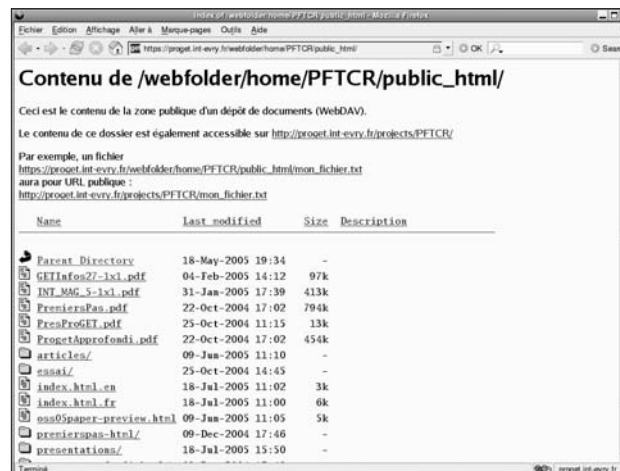 Index of /webfolder/home/PFTCR/public_html - Mozilla Firefox
Fichier Edition Affichage Aller à Marque-pages Outils Aide
https://proget.int-evry.fr/webfolder/home/PFTCR/public_html/ OK
Contenu de /webfolder/home/PFTCR/public_html/
Ceci est le contenu de la zone publique d'un dépôt de documents (WebDAV).
Le contenu de ce dossier est également accessible sur http://proget.int-evry.fr/projects/PFTCR/
Par exemple, un fichier
https://proget.int-evry.fr/webfolder/home/PFTCR/public_html/mon_fichier.txt
aura pour URL publique :
http://proget.int-evry.fr/projects/PFTCR/mon_fichier.txt
Name Last modified Size Description
Parent Directory 18-May-2005 19:34 -
GETInfos27-1x1.pdf 04-Feb-2005 14:12 97k
INT_MAG_5-1x1.pdf 31-Jan-2005 17:39 413k
PremiersPas.pdf 22-Oct-2004 17:02 794k
PresProGET.pdf 25-Oct-2004 11:15 13k
ProgetApprofondi.pdf 22-Oct-2004 17:02 454k
articles/ 09-Jun-2005 11:10 -
essai/ 25-Oct-2004 14:45 -
index.html.en 18-Jul-2005 11:02 3k
index.html.fr 18-Jul-2005 11:00 6k
oss05paper-preview.html 09-Jun-2005 11:05 5k
premierspas-html/ 09-Dec-2004 17:46 -
presentations/ 18-Jul-2005 15:50 -
Terminé proget.int-evry.fr